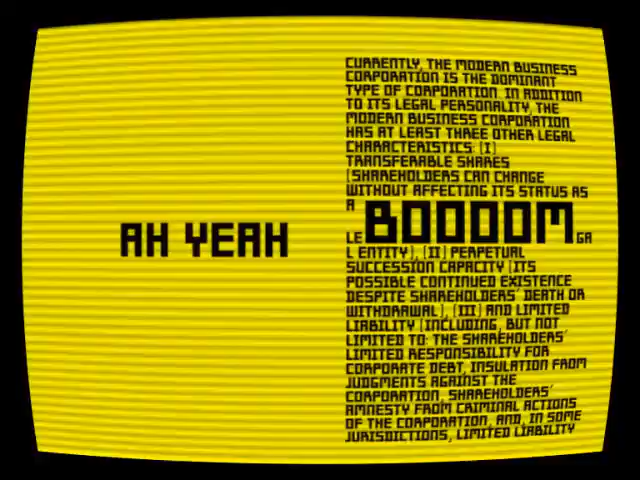 AH YEAH
CURRENTLY, THE MODERN BUSINESS
CORPORATION IS THE DOMINANT
TYPE OF CORPORATION. IN ADDITION
TO ITS LEGAL PERSONALITY, THE
MODERN BUSINESS CORPORATION
HAS AT LEAST THREE OTHER LEGAL
CHARACTERISTICS: (I)
TRANSFERABLE SHARES
(SHAREHOLDERS CAN CHANGE
WITHOUT AFFECTING ITS STATUS AS
A
LE BOOOOOM GA
L ENTITY), (II) PERPETUAL
SUCCESSION CAPACITY (ITS
POSSIBLE CONTINUED EXISTENCE
DESPITE SHAREHOLDERS' DEATH OR
WITHDRAWAL), (III) AND LIMITED
LIABILITY (INCLUDING, BUT NOT
LIMITED TO: THE SHAREHOLDERS'
LIMITED RESPONSIBILITY FOR
CORPORATE DEBT, INSULATION FROM
JUDGMENTS AGAINST THE
CORPORATION, SHAREHOLDERS'
AMNESTY FROM CRIMINAL ACTIONS
OF THE CORPORATION, AND, IN SOME
JURISDICTIONS, LIMITED LIABILITY